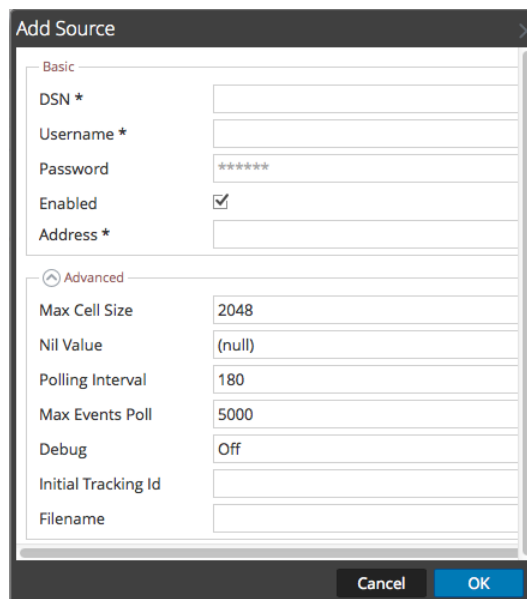 Add Source
Basic
DSN *
Username *
Password ******
Enabled
Address *
Advanced
Max Cell Size 2048
Nil Value (null)
Polling Interval 180
Max Events Poll 5000
Debug Off
Initial Tracking Id
Filename
Cancel OK